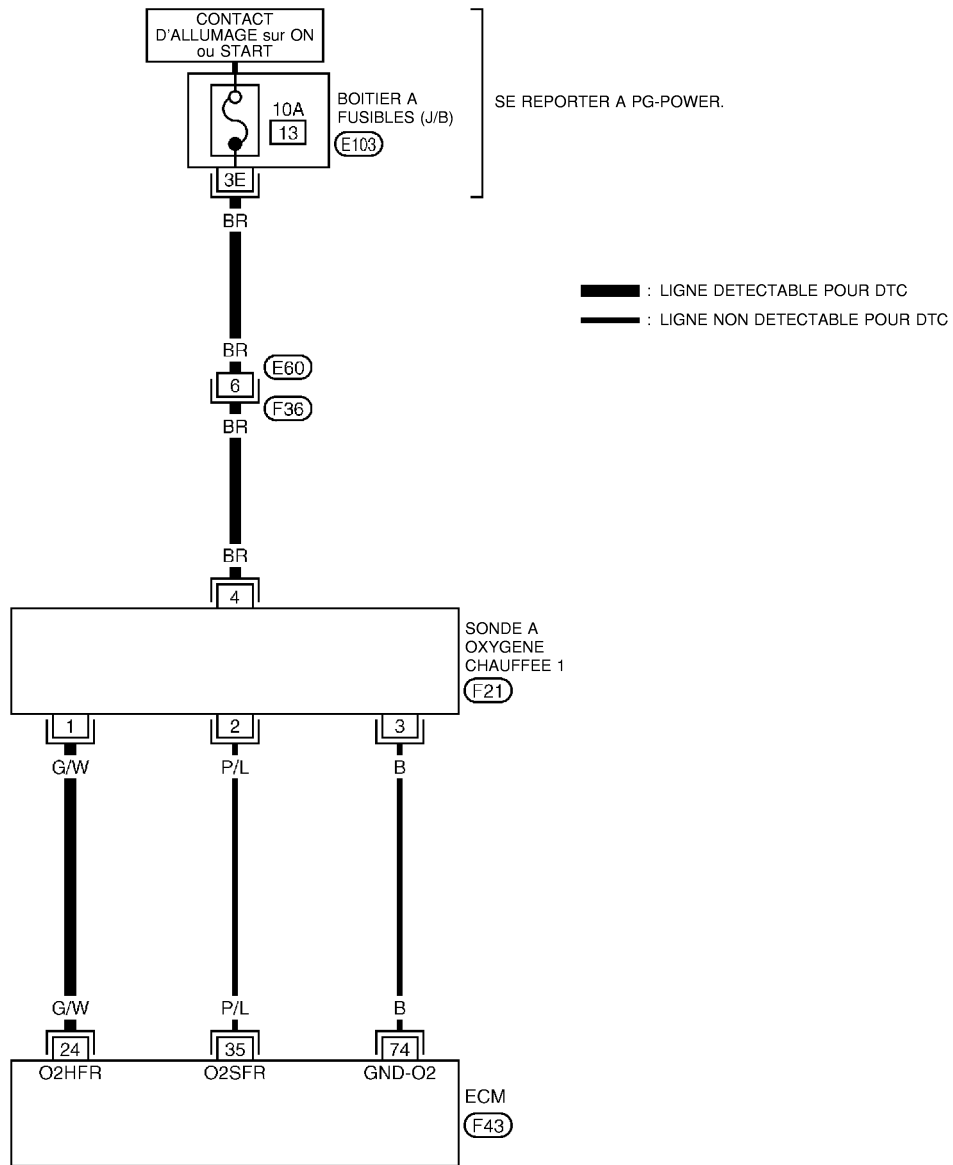 CONTACT
D'ALLUMAGE sur ON
ou START
10A
13
BOITIER A
FUSIBLES (J/B)
E103
SE REPORTER A PG-POWER.
3E
BR
: LIGNE DETECTABLE POUR DTC
: LIGNE NON DETECTABLE POUR DTC
BR
E60
6
F36
BR
BR
4
SONDE A
OXYGENE
CHAUFFEE 1
F21
1 2 3
G/W P/L B
G/W P/L B
24 35 74
O2HFR O2SFR GND-O2
ECM
F43